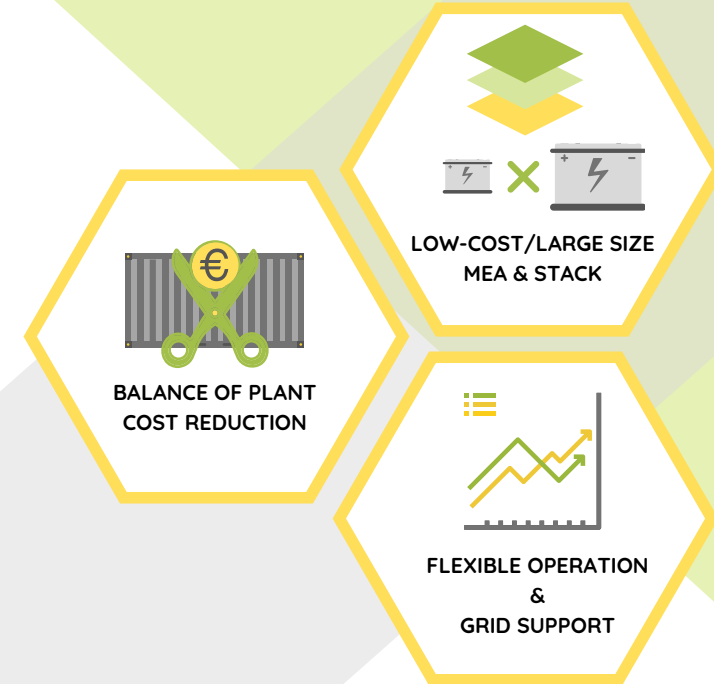 LOW-COST/LARGE SIZE
MEA & STACK
€
BALANCE OF PLANT
COST REDUCTION
FLEXIBLE OPERATION
&
GRID SUPPORT